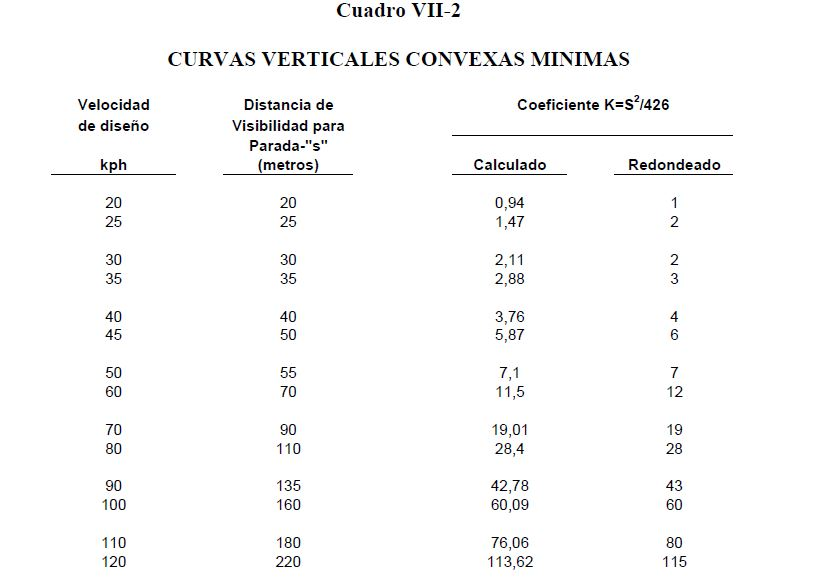 Cuadro VII-2
CURVAS VERTICALES CONVEXAS MINIMAS
Velocidad Distancia de Coeficiente K=S²/426
de diseño Visibilidad para
Parada-"s"
kph (metros) Calculado Redondeado
20 20 0,94 1
25 25 1,47 2
30 30 2,11 2
35 35 2,88 3
40 40 3,76 4
45 50 5,87 6
50 55 7,1 7
60 70 11,5 12
70 90 19,01 19
80 110 28,4 28
90 135 42,78 43
100 160 60,09 60
110 180 76,06 80
120 220 113,62 115